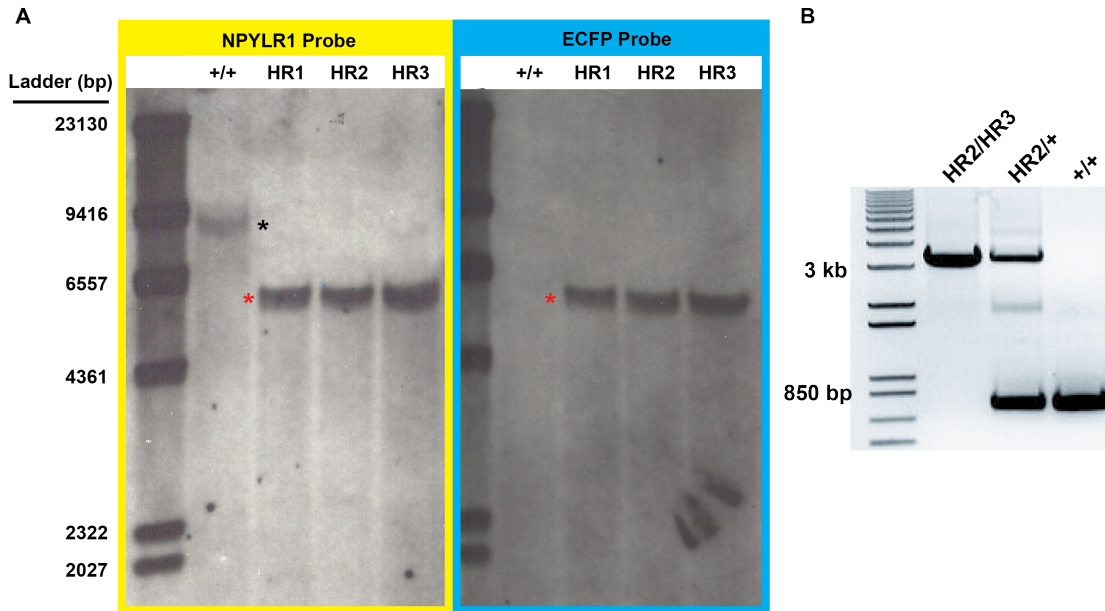 A
B
NPYLR1 Probe
ECFP Probe
Ladder (bp)
+/+ HR1 HR2 HR3
+/+ HR1 HR2 HR3
23130
9416
6557
4361
2322
2027
*
*
*
HR2/HR3
HR2/+
+/+
3 kb
850 bp